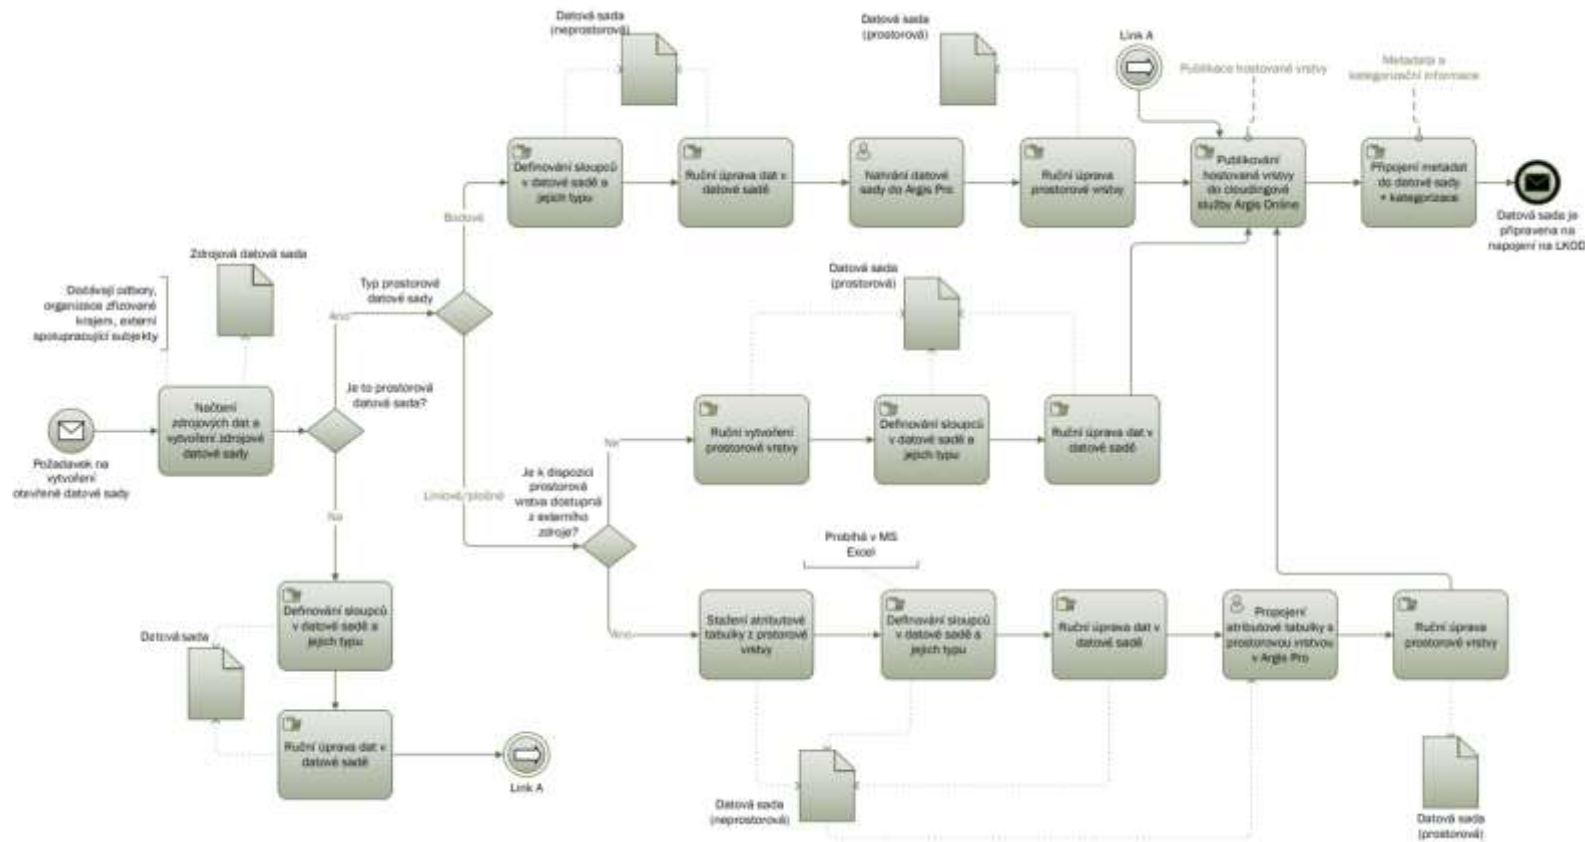 Datová sada
(neprostorová)
Datová sada
(prostorová)
Link A
Publikace hostované vrstvy
Metadata a
kategorizační informace
Definování sloupců
v datové sadě a
jejich typu
Ruční úprava dat v
datové sadě
Nahrání datové
sady do Argis Pro
Ruční úprava
prostorové vrstvy
Publikování
hostované vrstvy
do cloudingové
služby Argis Online
Připojení metadat
do datové sady
+ kategorizace
Datová sada je
připravena na
napojení na LKOD
Bodové
Zdrojová datová sada
Dodávají odbory,
organizace zřizované
krajem, externí
spolupracující subjekty
Typ prostorové
datové sady
Ano
Datová sada
(prostorová)
Je to prostorová
datová sada?
Načtení
zdrojových dat a
vytvoření zdrojové
datové sady
Požadavek na
vytvoření
otevřené datové sady
Ne
Liniové/plošné
Je k dispozici
prostorová
vrstva dostupná
z externího
zdroje?
Ne
Ruční vytvoření
prostorové vrstvy
Definování sloupců
v datové sadě a
jejich typu
Ruční úprava dat v
datové sadě
Probíhá v MS
Excel
Ano
Stažení atributové
tabulky z prstorové
vrstvy
Definování sloupců
v datové sadě a
jejich typu
Ruční úprava dat v
datové sadě
Propojení
atributové tabulky s
prostorovou vrstvou
v Argis Pro
Ruční úprava
prostorové vrstvy
Definování sloupců
v datové sadě a
jejich typu
Datová sada
Ruční úprava dat v
datové sadě
Link A
Datová sada
(neprostorová)
Datová sada
(prostorová)